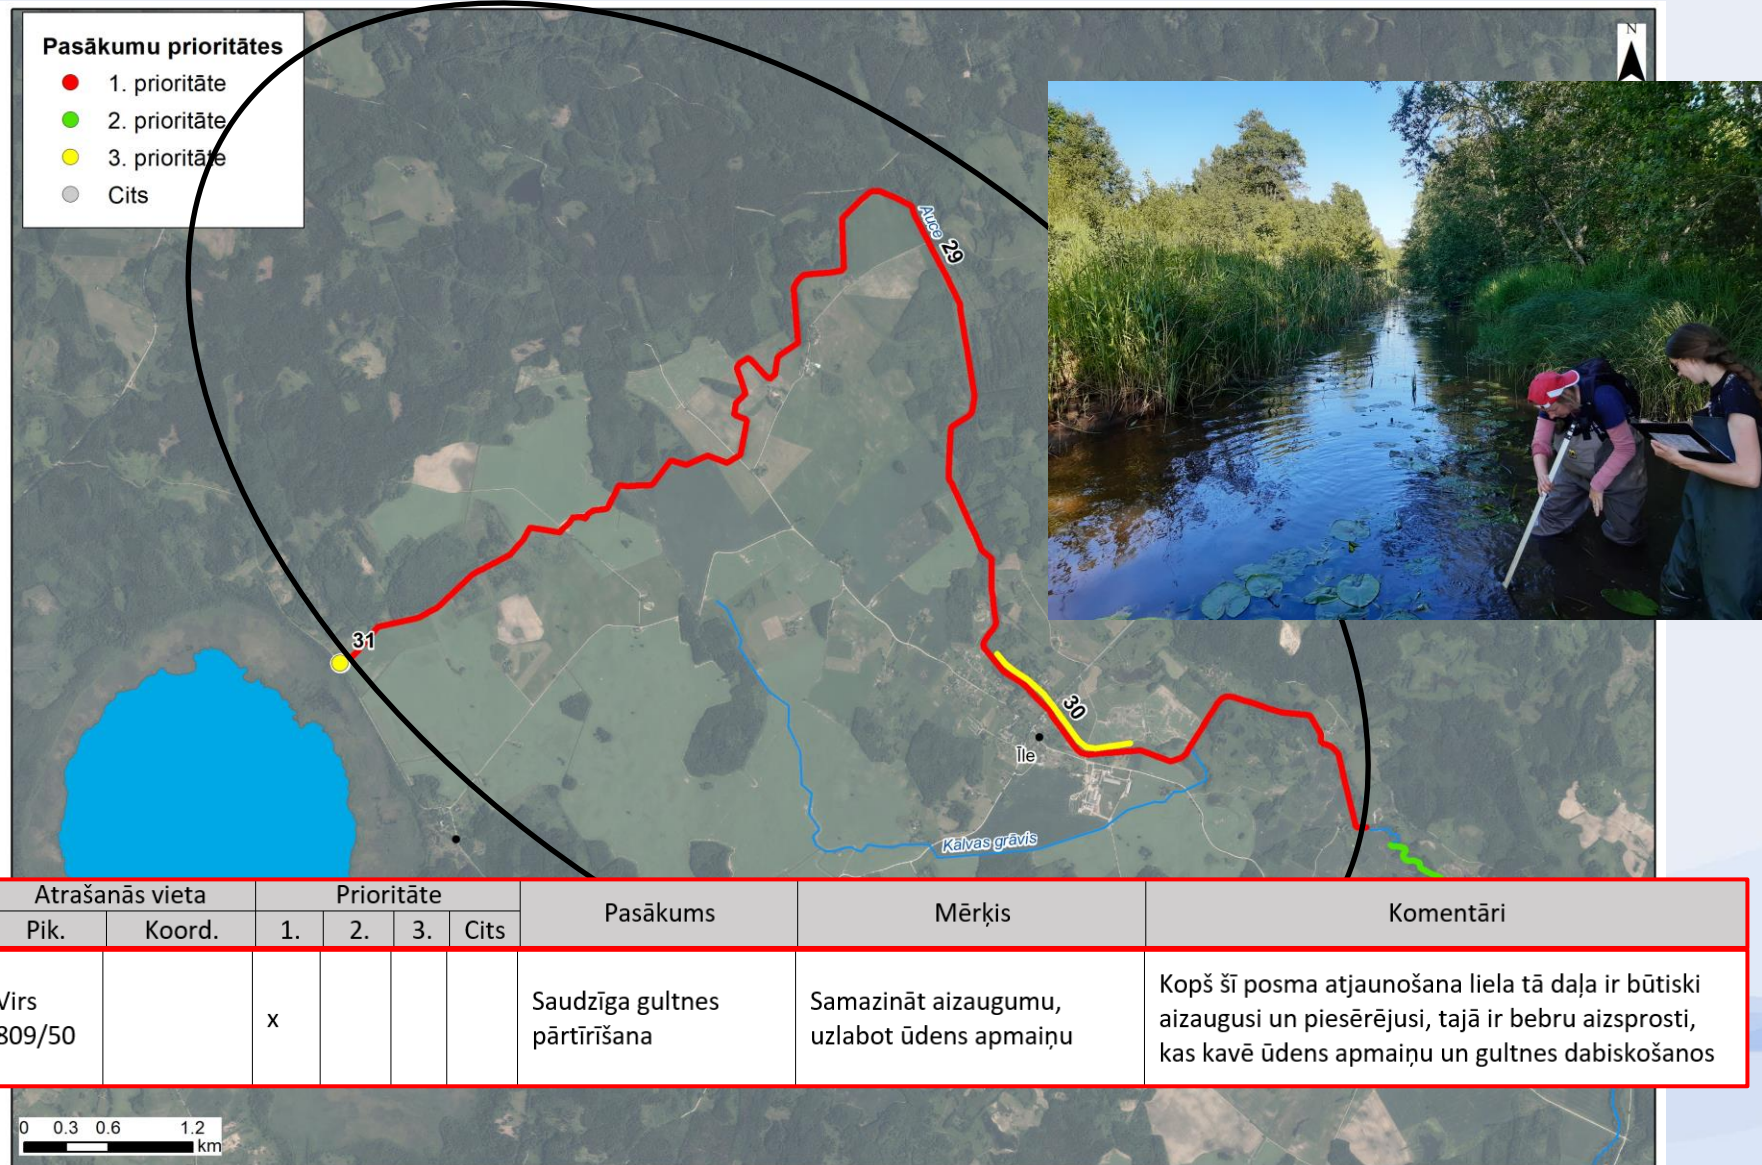 Pasākumu prioritātes
1. prioritāte
2. prioritāte
3. prioritāte
Cits
N
Auce
29
31
30
Īle
Kalvas grāvis
Atrašanās vieta
Prioritāte
Pasākums
Mērķis
Komentāri
Pik.
Koord.
1.
2.
3.
Cits
Virs
809/50
x
Saudzīga gultnes
pārtīrīšana
Samazināt aizaugumu,
uzlabot ūdens apmaiņu
Kopš šī posma atjaunošana liela tā daļa ir būtiski
aizaugusi un piesērējusi, tajā ir bebru aizsprosti,
kas kavē ūdens apmaiņu un gultnes dabiskošanos
0 0.3 0.6 1.2
km